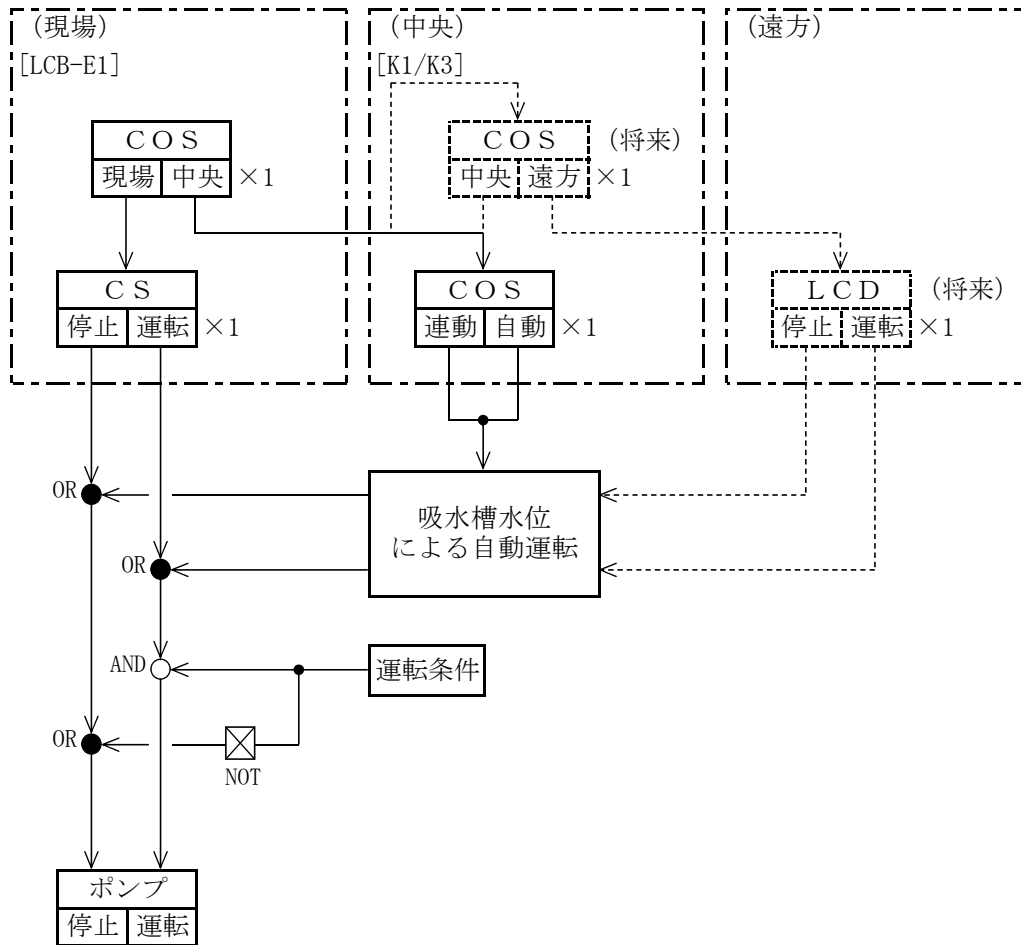 (現場)
[LCB-E1]
ＣＯＳ
現場 中央 ×1
ＣＳ
停止 運転 ×1
(中央)
[K1/K3]
ＣＯＳ (将来)
中央 遠方 ×1
ＣＯＳ
連動 自動 ×1
(遠方)
ＬＣＤ (将来)
停止 運転 ×1
OR
吸水槽水位
による自動運転
OR
AND
運転条件
OR
NOT
ポンプ
停止 運転